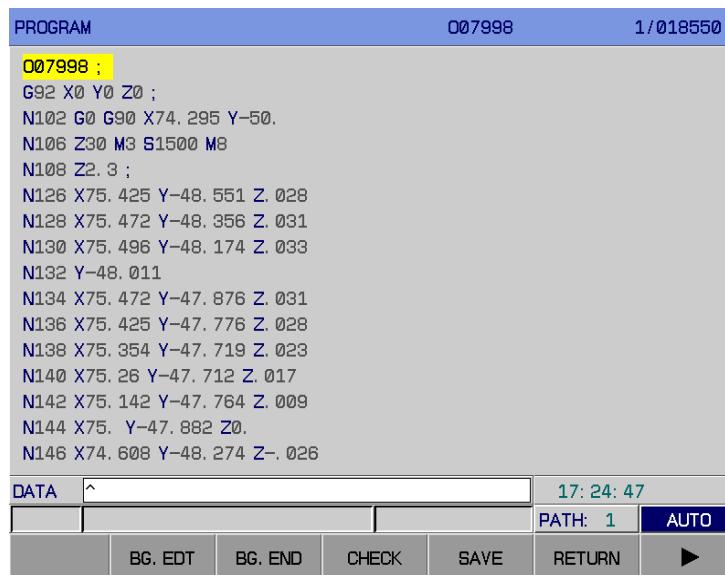 PROGRAM O07998 1/018550
O07998 ;
G92 X0 Y0 Z0 ;
N102 G0 G90 X74.295 Y-50.
N106 Z30 M3 S1500 M8
N108 Z2.3 ;
N126 X75.425 Y-48.551 Z.028
N128 X75.472 Y-48.356 Z.031
N130 X75.496 Y-48.174 Z.033
N132 Y-48.011
N134 X75.472 Y-47.876 Z.031
N136 X75.425 Y-47.776 Z.028
N138 X75.354 Y-47.719 Z.023
N140 X75.26 Y-47.712 Z.017
N142 X75.142 Y-47.764 Z.009
N144 X75. Y-47.882 Z0.
N146 X74.608 Y-48.274 Z-.026
DATA ^ 17:24:47
PATH: 1 AUTO
BG. EDT BG. END CHECK SAVE RETURN ▶